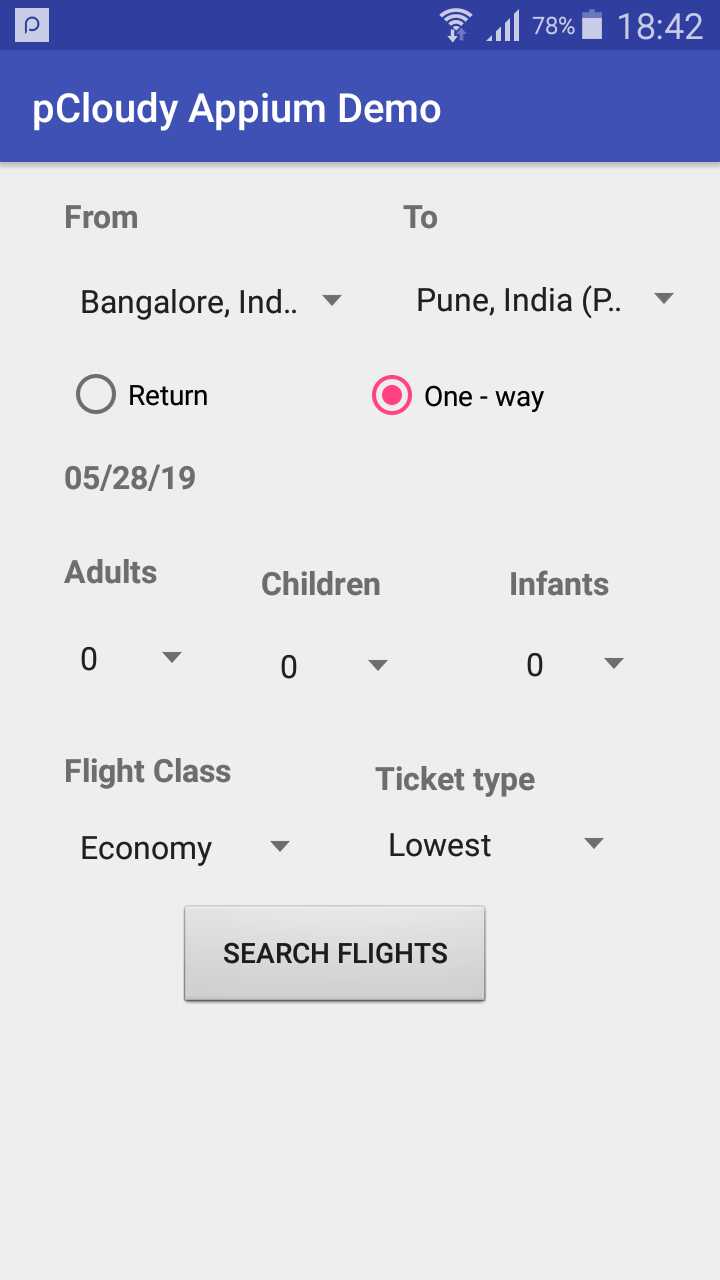 78% 18:42
pCloudy Appium Demo
From To
Bangalore, Ind.. Pune, India (P..
Return One - way
05/28/19
Adults Children Infants
0 0 0
Flight Class Ticket type
Economy Lowest
SEARCH FLIGHTS